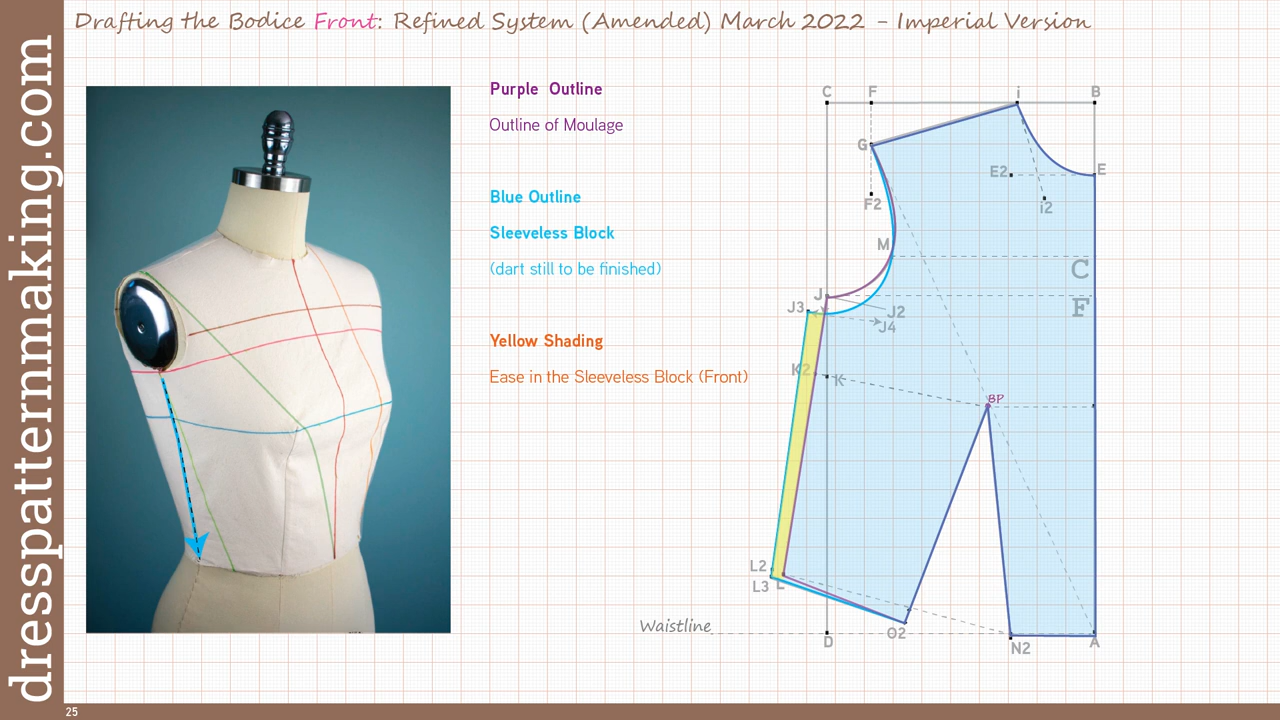 Drafting the Bodice Front: Refined System (Amended) March 2022 - Imperial Version
dresspatternmaking.com
Purple Outline
Outline of Moulage
Blue Outline
Sleeveless Block
(dart still to be finished)
Yellow Shading
Ease in the Sleeveless Block (Front)
C F i B
G
E2 E
F2 i2
M
C
J
J3 J2 F
J4
K2 K
BP
L2
L3 L
Waistline
D O2 N2 A
25